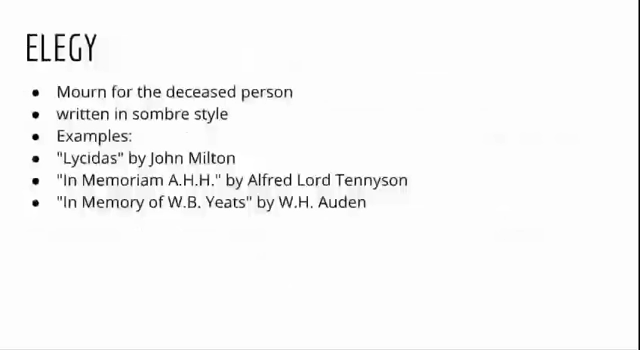 ELEGY
● Mourn for the deceased person
● written in sombre style
● Examples:
● "Lycidas" by John Milton
● "In Memoriam A.H.H." by Alfred Lord Tennyson
● "In Memory of W.B. Yeats" by W.H. Auden